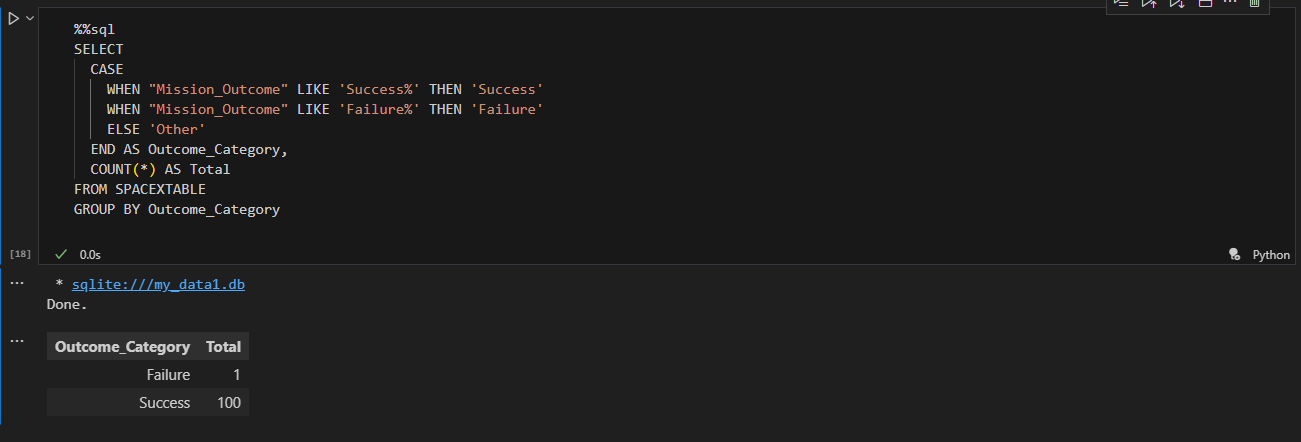 %%sql
SELECT
CASE
WHEN "Mission_Outcome" LIKE 'Success%' THEN 'Success'
WHEN "Mission_Outcome" LIKE 'Failure%' THEN 'Failure'
ELSE 'Other'
END AS Outcome_Category,
COUNT(*) AS Total
FROM SPACEXTABLE
GROUP BY Outcome_Category
[18] 0.0s Python
* sqlite:///my_data1.db
Done.
Outcome_Category Total
Failure 1
Success 100